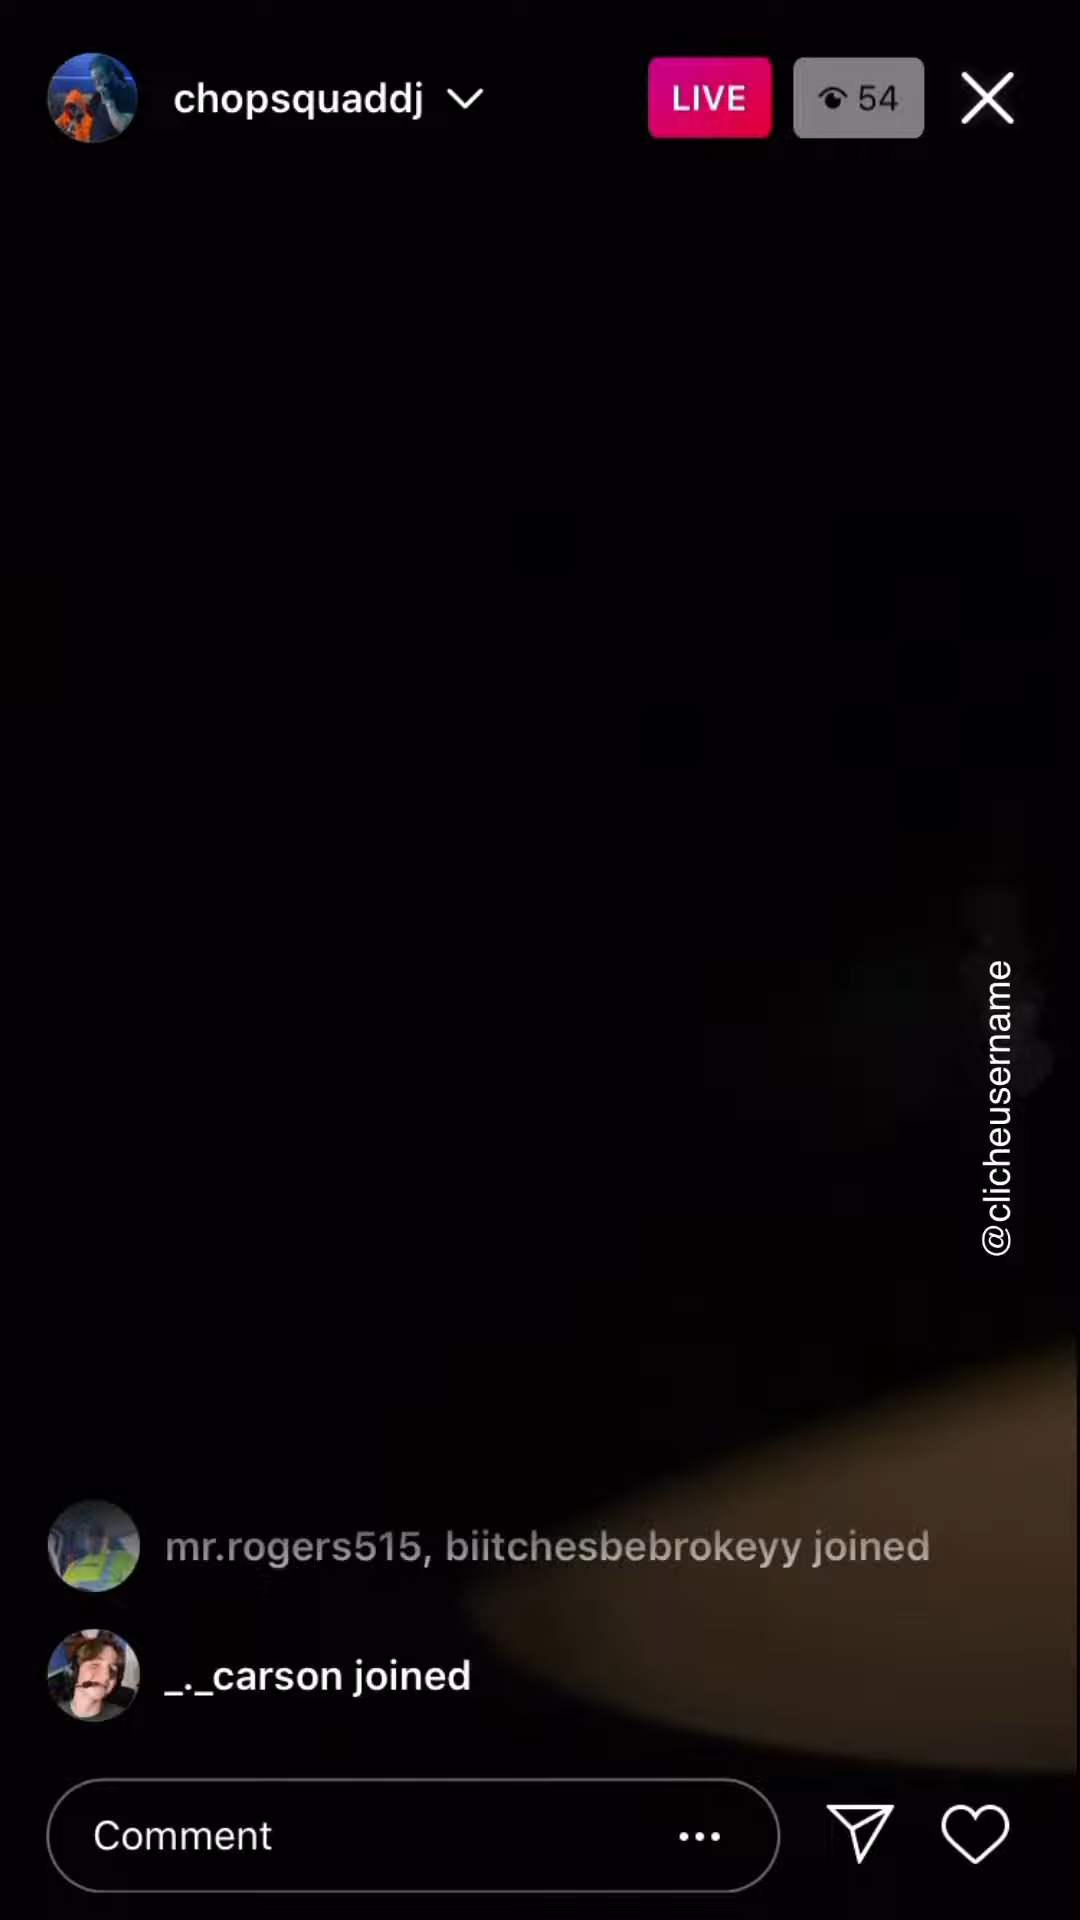 chopsquaddj
LIVE
54
@clicheusername
mr.rogers515, biitchesbebrokeyy joined
_._carson joined
Comment